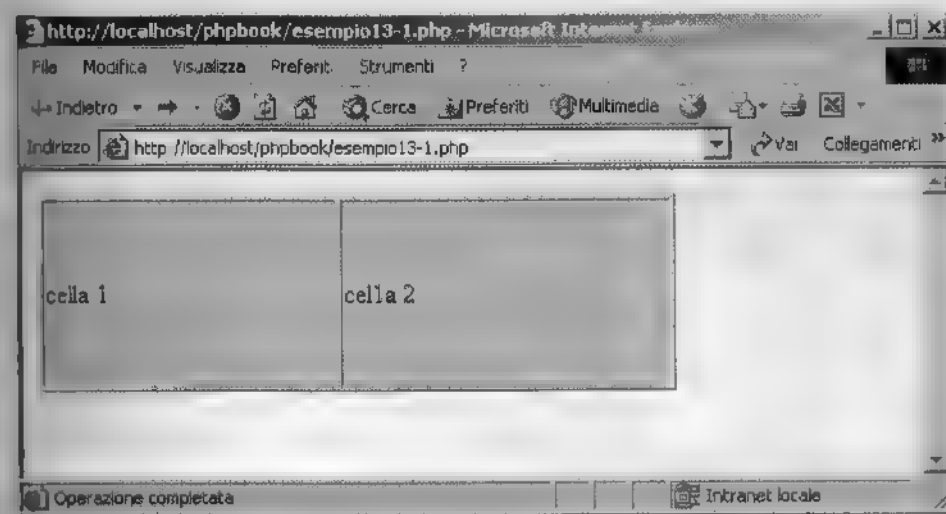 http://localhost/phpbook/esempio13-1.php - Microsoft
File Modifica Visualizza Preferiti Strumenti ?
Indietro Cerca Preferiti Multimedia
Indirizzo http://localhost/phpbook/esempio13-1.php Vai Collegamenti »
cella 1 cella 2
Operazione completata Intranet locale